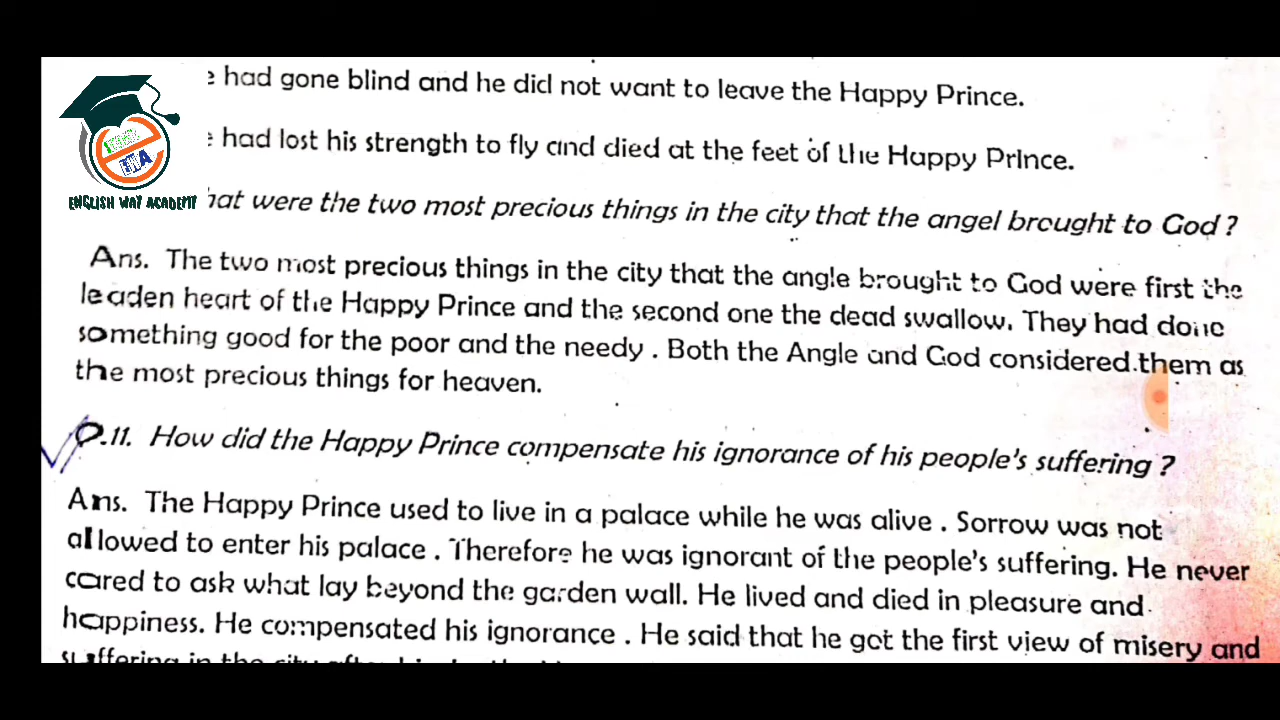 had gone blind and he did not want to leave the Happy Prince.
had lost his strength to fly and died at the feet of the Happy Prince.
ENGLISH WAY ACADEMY
hat were the two most precious things in the city that the angel brought to God ?
Ans. The two most precious things in the city that the angle brought to God were first the
leaden heart of the Happy Prince and the second one the dead swallow. They had done
something good for the poor and the needy . Both the Angle and God considered them as
the most precious things for heaven.
Q.11. How did the Happy Prince compensate his ignorance of his people's suffering ?
Ans. The Happy Prince used to live in a palace while he was alive . Sorrow was not
allowed to enter his palace . Therefore he was ignorant of the people's suffering. He never
cared to ask what lay beyond the garden wall. He lived and died in pleasure and
happiness. He compensated his ignorance . He said that he got the first view of misery and
suffering in the city after